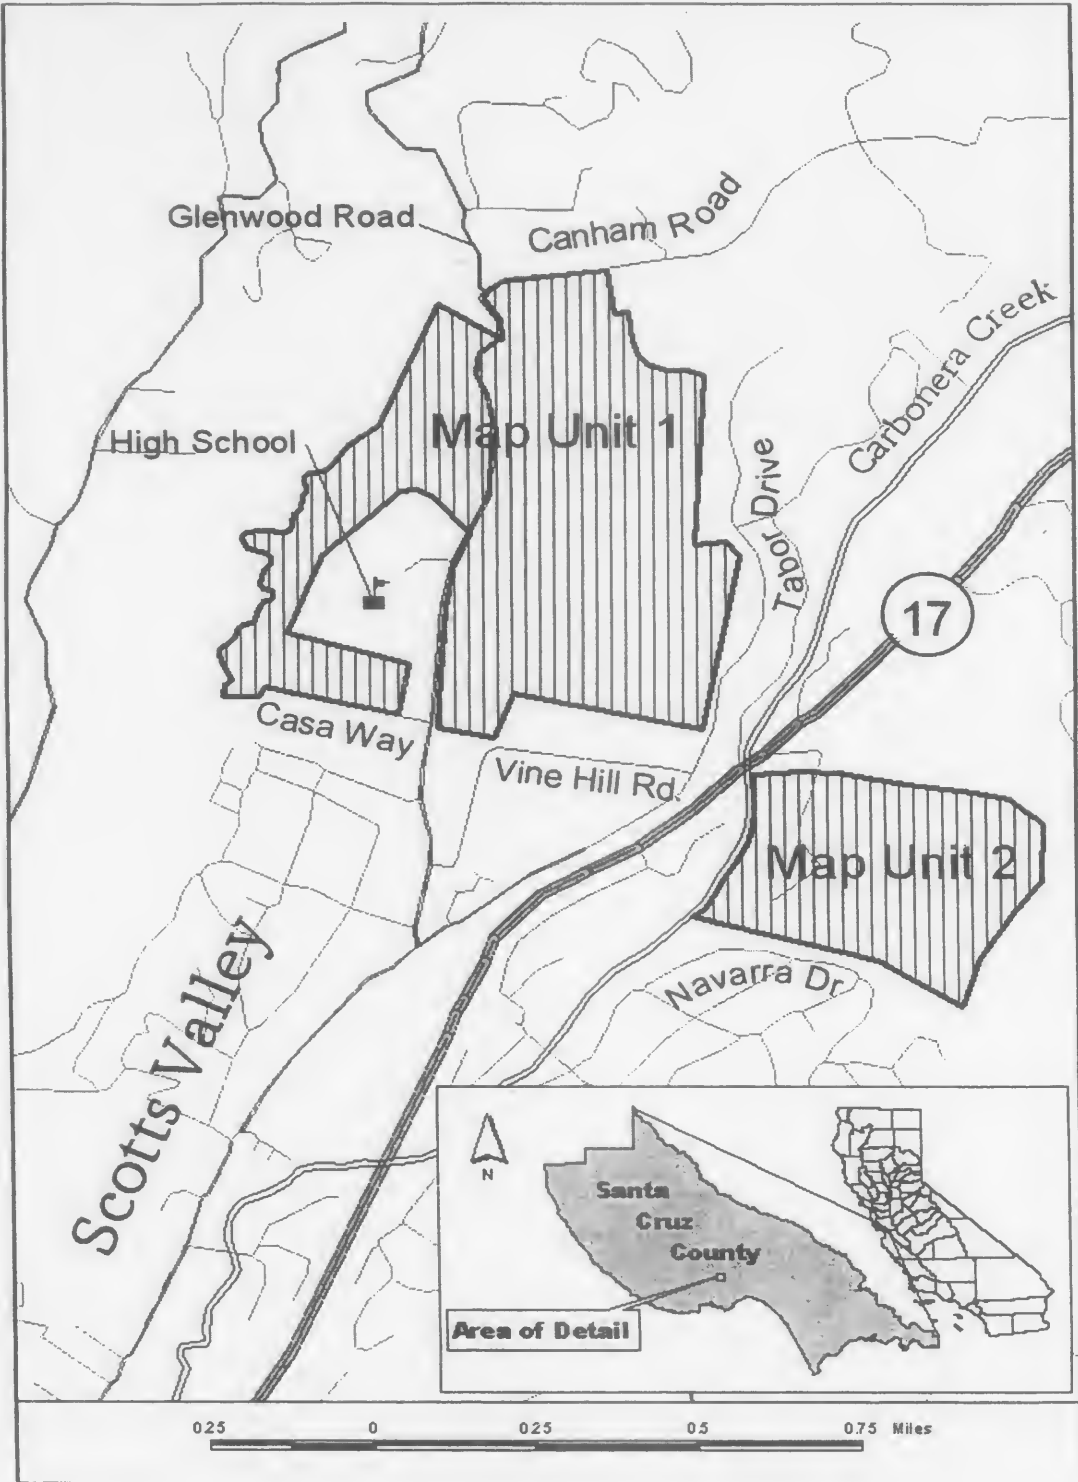 Glenwood Road
Canham Road
Carbonera Creek
Map Unit 1
High School
Tabor Drive
17
Casa Way
Vine Hill Rd.
Map Unit 2
Navarra Dr
Scotts Valley
N
Santa
Cruz
County
Area of Detail
0.25 0 0.25 0.5 0.75 Miles